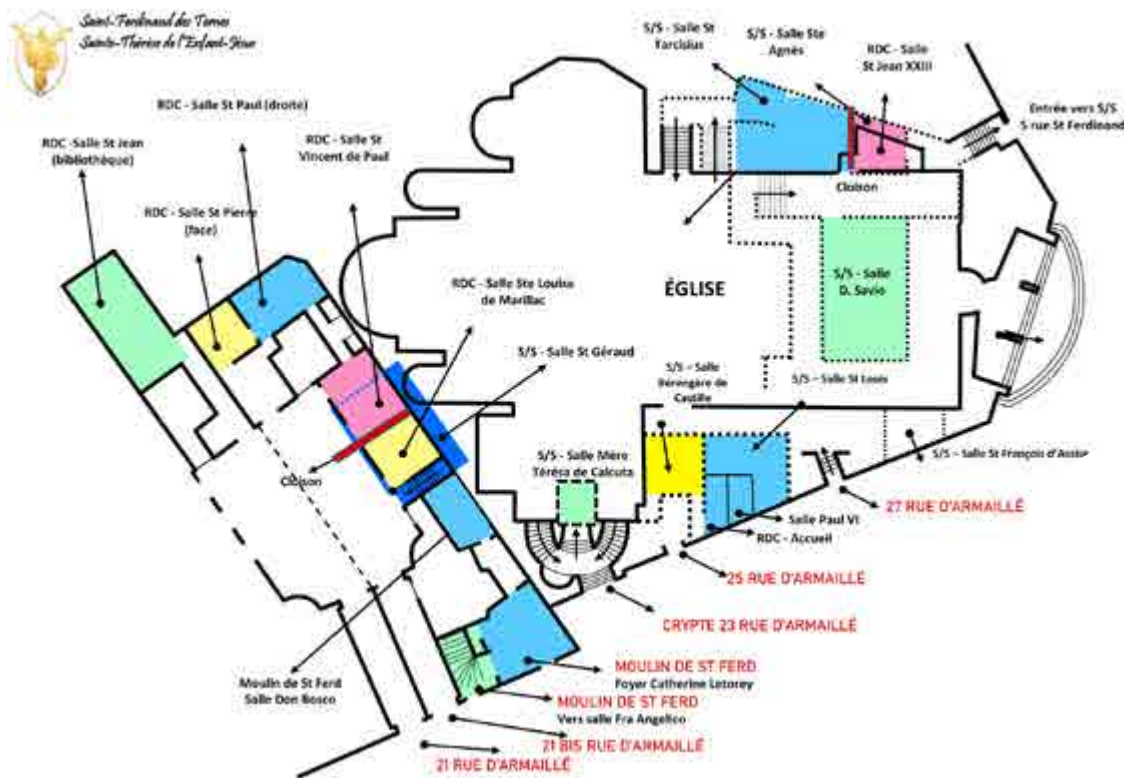 Saint-Ferdinand des Ternes
Sainte-Thérèse de l'Enfant-Jésus
S/S - Salle St
Tarcisius
S/S - Salle Ste
Agnès
RDC - Salle
St Jean XXIII
Entrée vers S/S
5 rue St Ferdinand
RDC - Salle St Paul (droite)
RDC -Salle St Jean
(bibliothèque)
RDC - Salle St
Vincent de Paul
RDC - Salle St Pierre
(face)
Cloison
RDC - Salle Ste Louise
de Marillac
ÉGLISE
S/S - Salle
D. Savio
S/S - Salle St Géraud
S/S - Salle
Bérengère de
Castille
S/S - Salle St Louis
S/S - Salle Mère
Térésa de Calcuta
S/S - Salle St François d'Assise
Cloison
27 RUE D'ARMAILLÉ
Salle Paul VI
RDC - Accueil
25 RUE D'ARMAILLÉ
CRYPTE 23 RUE D'ARMAILLÉ
MOULIN DE ST FERD
Foyer Catherine Letorey
Moulin de St Ferd
Salle Don Bosco
MOULIN DE ST FERD
Vers salle Fra Angelico
21 BIS RUE D'ARMAILLÉ
21 RUE D'ARMAILLÉ